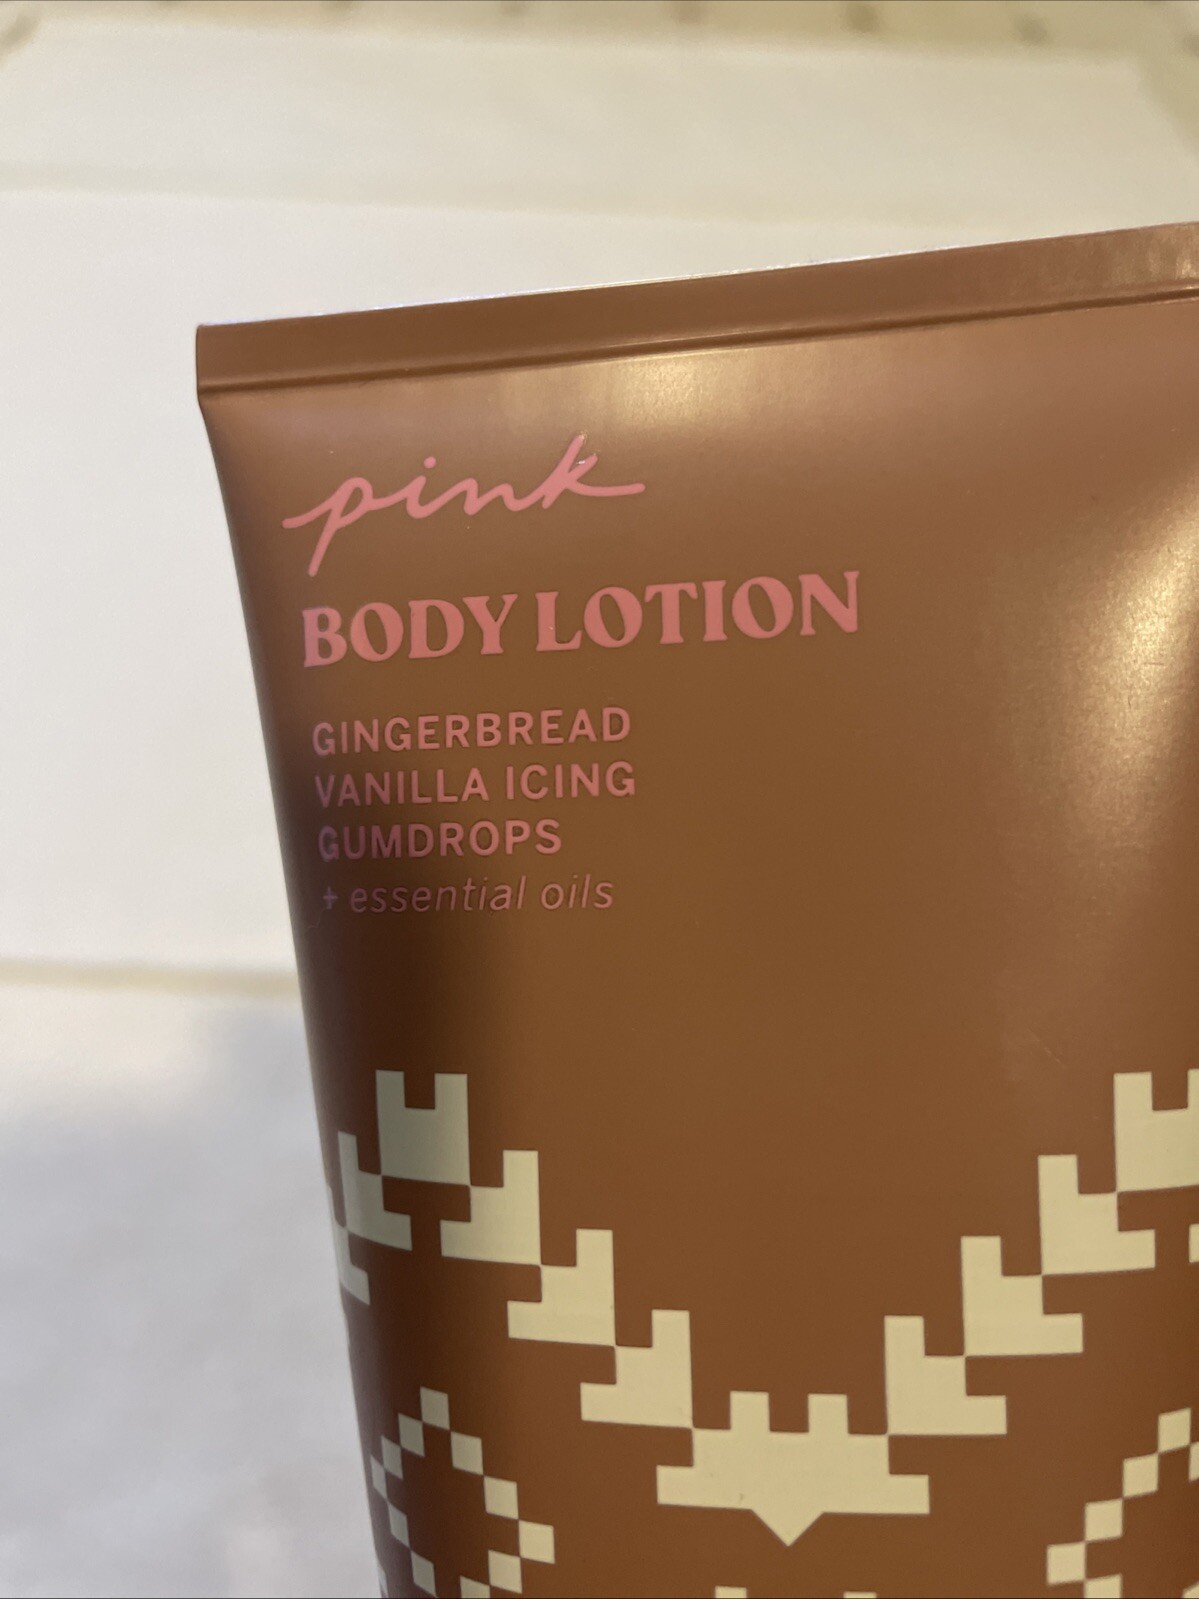 pink
BODY LOTION
GINGERBREAD
VANILLA ICING
GUMDROPS
+ essential oils